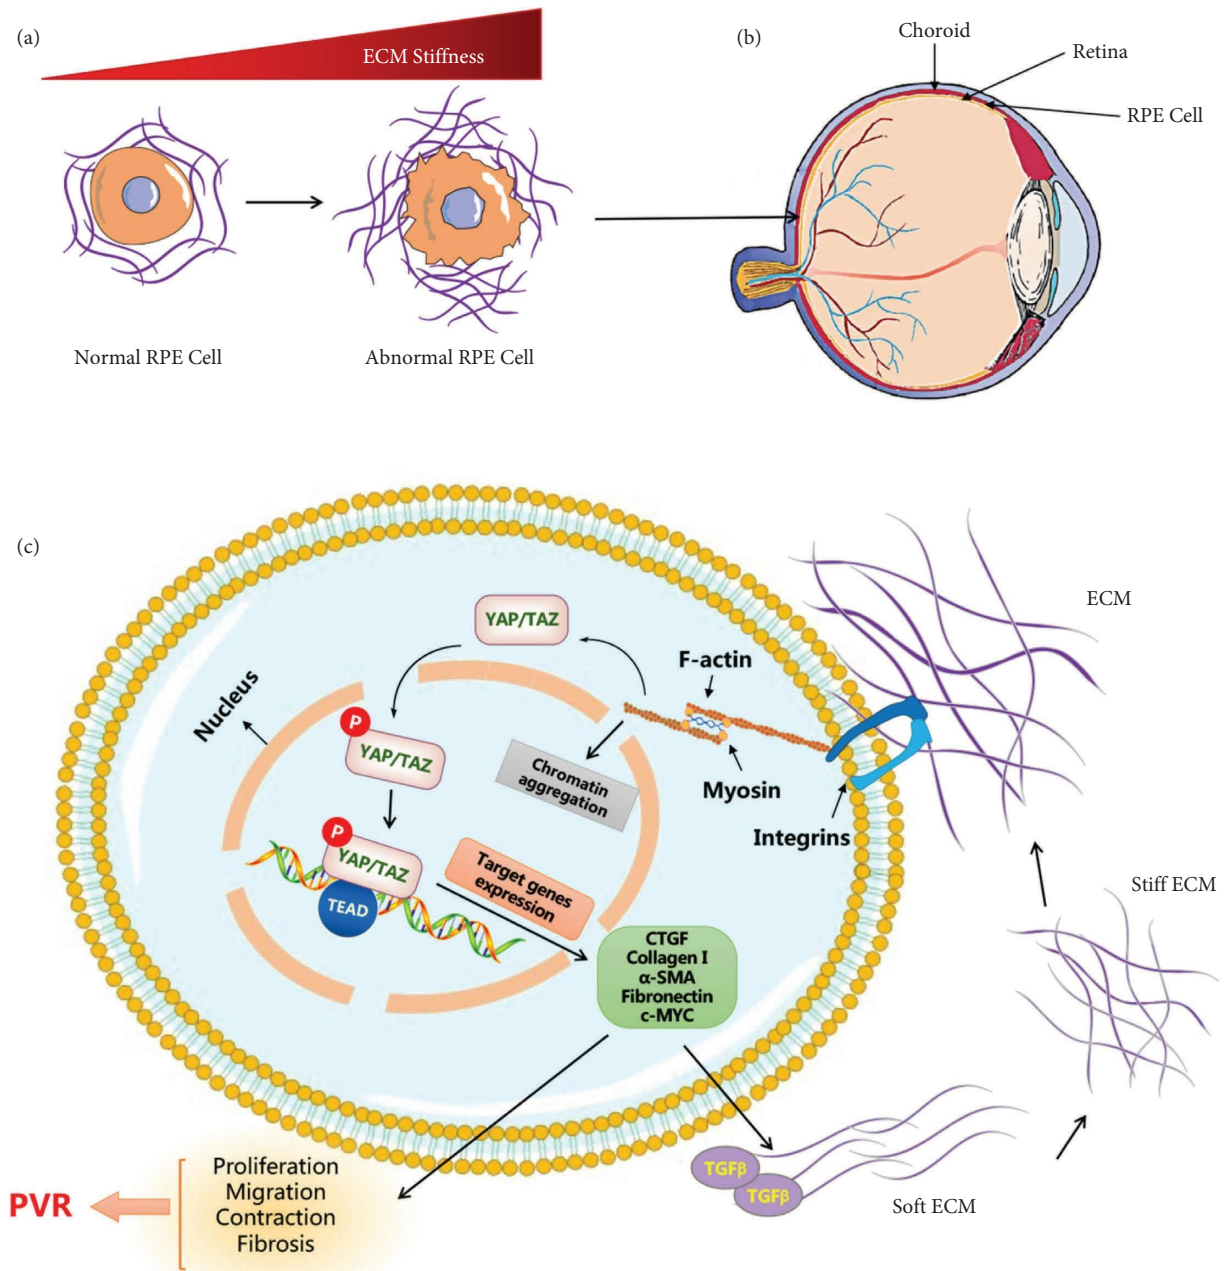 (a)
ECM Stiffness
Normal RPE Cell
Abnormal RPE Cell
(b)
Choroid
Retina
RPE Cell
(c)
YAP/TAZ
F-actin
ECM
Nucleus
P
YAP/TAZ
Chromatin
aggregation
Myosin
Integrins
P
YAP/TAZ
TEAD
Target genes
expression
Stiff ECM
CTGF
Collagen I
α-SMA
Fibronectin
c-MYC
TGFβ
TGFβ
Soft ECM
Proliferation
Migration
Contraction
Fibrosis
PVR